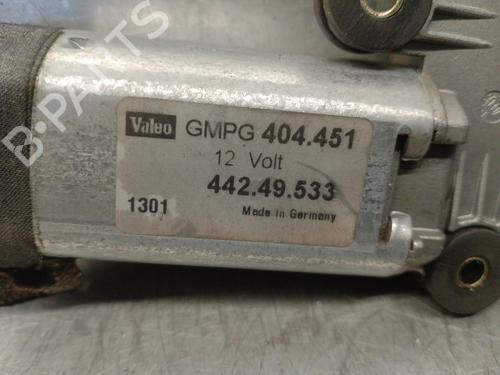 B-PARTS
Valeo GMPG 404.451
12 Volt
442.49.533
1301 Made in Germany